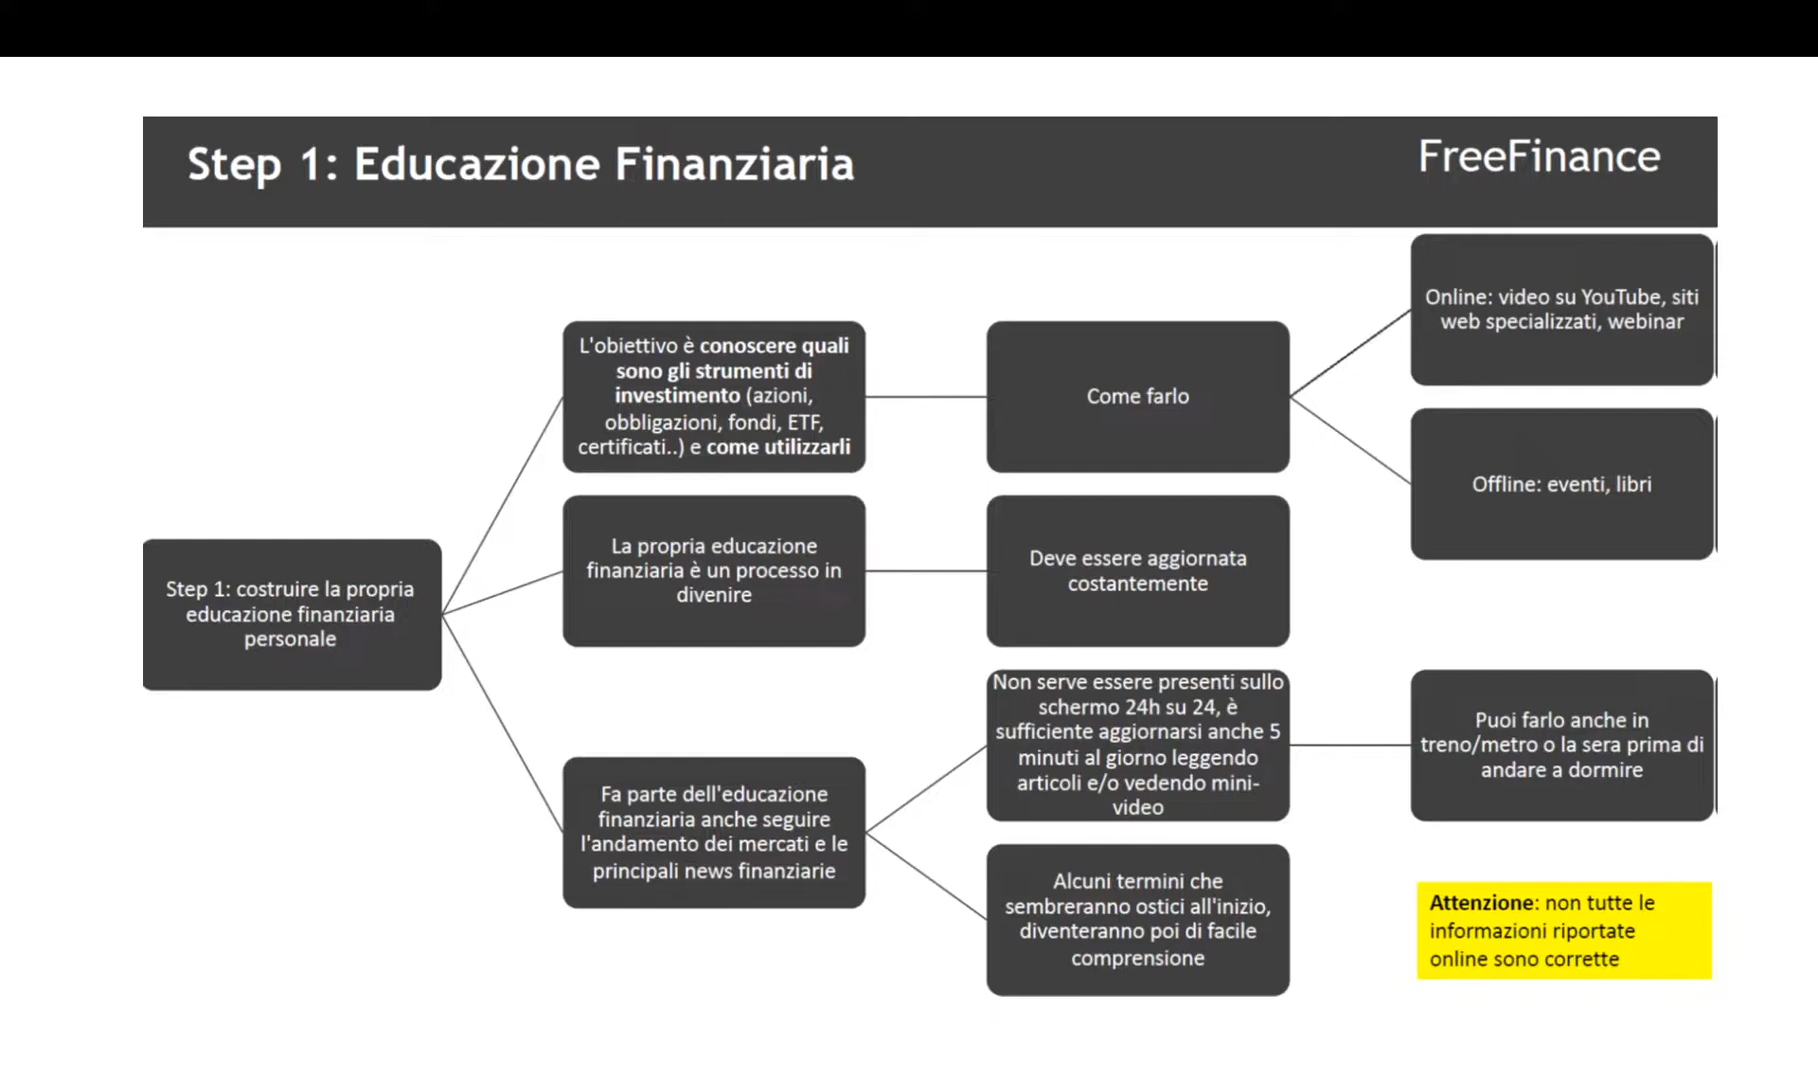 Step 1: Educazione Finanziaria
FreeFinance
Step 1: costruire la propria
educazione finanziaria
personale
L'obiettivo è conoscere quali
sono gli strumenti di
investimento (azioni,
obbligazioni, fondi, ETF,
certificati..) e come utilizzarli
Come farlo
Online: video su YouTube, siti
web specializzati, webinar
Offline: eventi, libri
La propria educazione
finanziaria è un processo in
divenire
Deve essere aggiornata
costantemente
Fa parte dell'educazione
finanziaria anche seguire
l'andamento dei mercati e le
principali news finanziarie
Non serve essere presenti sullo
schermo 24h su 24, è
sufficiente aggiornarsi anche 5
minuti al giorno leggendo
articoli e/o vedendo mini-
video
Puoi farlo anche in
treno/metro o la sera prima di
andare a dormire
Alcuni termini che
sembreranno ostici all'inizio,
diventeranno poi di facile
comprensione
Attenzione: non tutte le
informazioni riportate
online sono corrette